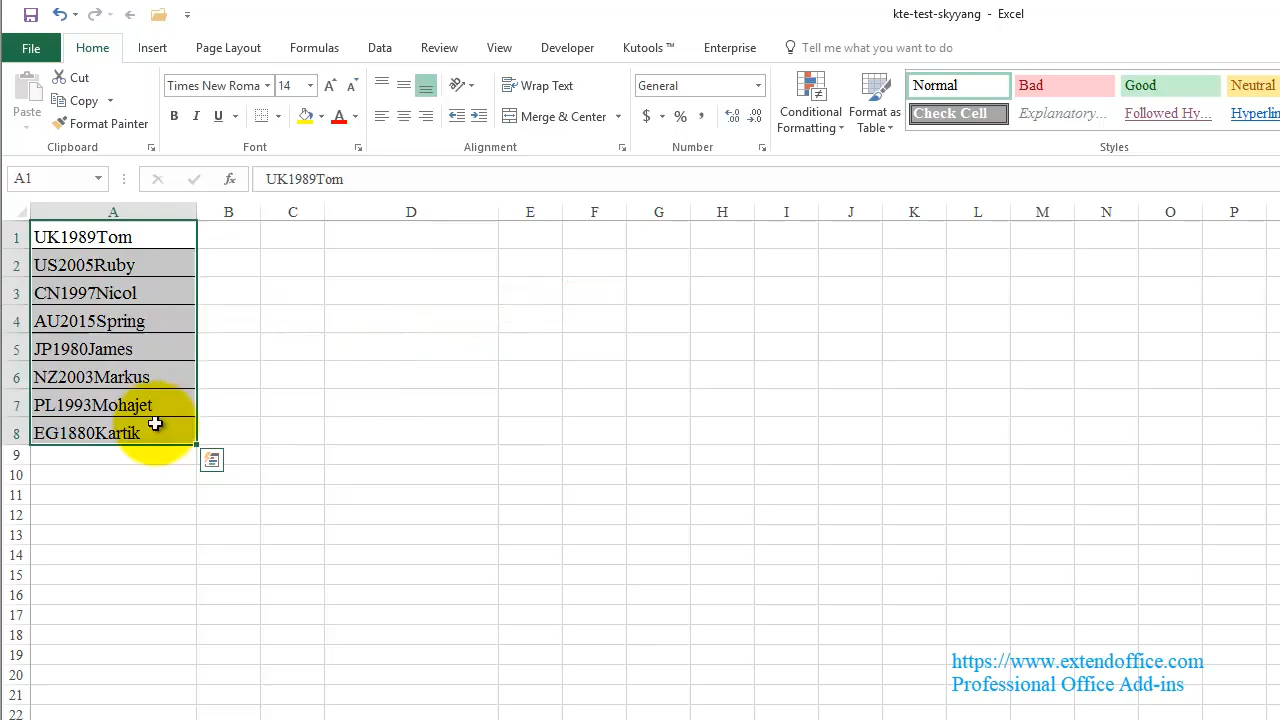 kte-test-skyyang - Excel
File Home Insert Page Layout Formulas Data Review View Developer Kutools ™ Enterprise Tell me what you want to do
Paste
Cut
Copy
Format Painter
Clipboard
Times New Roma 14
B I U
Font
Wrap Text
Merge & Center
Alignment
General
$ % ,
Number
Conditional
Formatting
Format as
Table
Normal Bad Good Neutral
Check Cell Explanatory... Followed Hy... Hyperlin
Styles
A1 fx UK1989Tom
A B C D E F G H I J K L M N O P
1 UK1989Tom
2 US2005Ruby
3 CN1997Nicol
4 AU2015Spring
5 JP1980James
6 NZ2003Markus
7 PL1993Mohajet
8 EG1880Kartik
9
10
11
12
13
14
15
16
17
18
19
20
21
22
https://www.extendoffice.com
Professional Office Add-ins